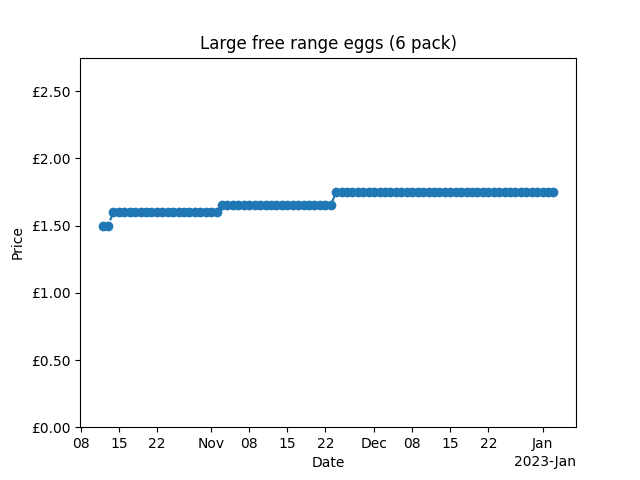 Large free range eggs (6 pack)
£2.50
£2.00
£1.50
£1.00
£0.50
£0.00
Price
08 15 22 Nov 08 15 22 Dec 08 15 22 Jan
2023-Jan
Date